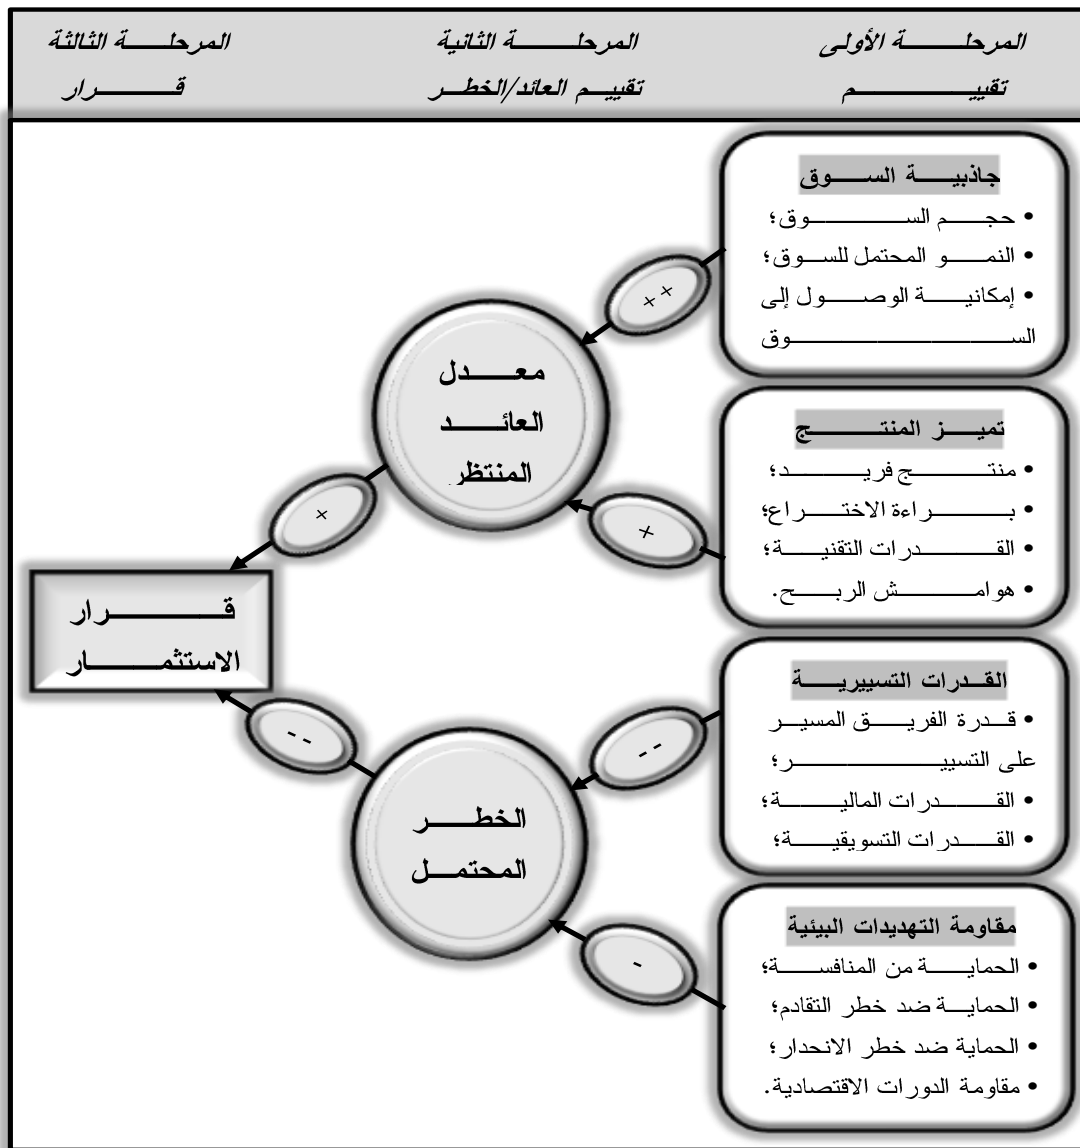 المرحلة الأولى
تقييم
المرحلة الثانية
تقييم العائد/الخطر
المرحلة الثالثة
قرار
جاذبية السوق
• حجم السوق؛
• النمو المحتمل للسوق؛
• إمكانية الوصول إلى
السوق
تميز المنتج
• منتج فريد؛
• براءة الاختراع؛
• القدرات التقنية؛
• هوامش الربح.
القدرات التسييرية
• قدرة الفريق المسير
على التسيير؛
• القدرات المالية؛
• القدرات التسويقية؛
مقاومة التهديدات البيئية
• الحماية من المنافسة؛
• الحماية ضد خطر التقادم؛
• الحماية ضد خطر الانحدار؛
• مقاومة الدورات الاقتصادية.
++
+
--
-
معدل
العائد
المنتظر
الخطر
المحتمل
+
--
قرار
الاستثمار